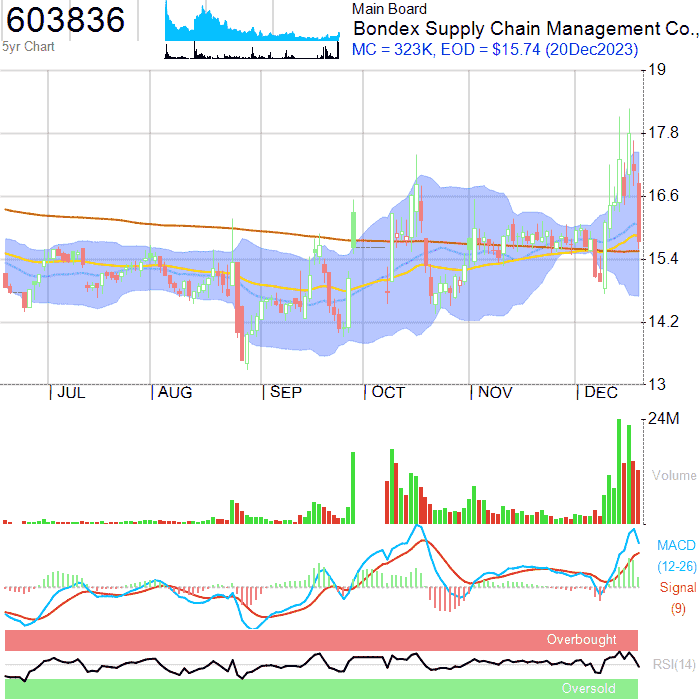 603836
5yr Chart
Main Board
Bondex Supply Chain Management Co.,
MC = 323K, EOD = $15.74 (20Dec2023)
19
17.8
16.6
15.4
14.2
13
JUL
AUG
SEP
OCT
NOV
DEC
24M
Volume
MACD
(12-26)
Signal
(9)
Overbought
RSI(14)
Oversold